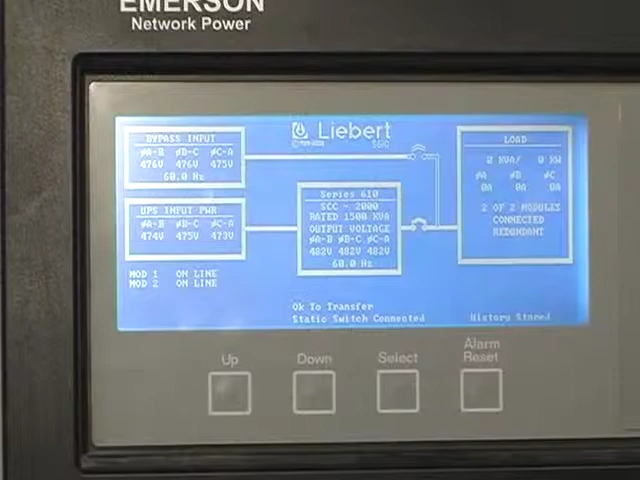 EMERSON
Network Power
Liebert
BYPASS INPUT
øA-B øB-C øC-A
476V 476V 475V
60.0 Hz
UPS INPUT PWR
øA-B øB-C øC-A
474V 475V 473V
MOD 1 ON LINE
MOD 2 ON LINE
Series 610
SCC - 2000
RATED 1500 KVA
OUTPUT VOLTAGE
øA-B øB-C øC-A
482V 482V 482V
60.0 Hz
LOAD
0 KVA/ 0 KW
øA øB øC
0A 0A 0A
2 OF 2 MODULES
CONNECTED
REDUNDANT
Ok To Transfer
Static Switch Connected
History Stored
Up
Down
Select
Alarm
Reset